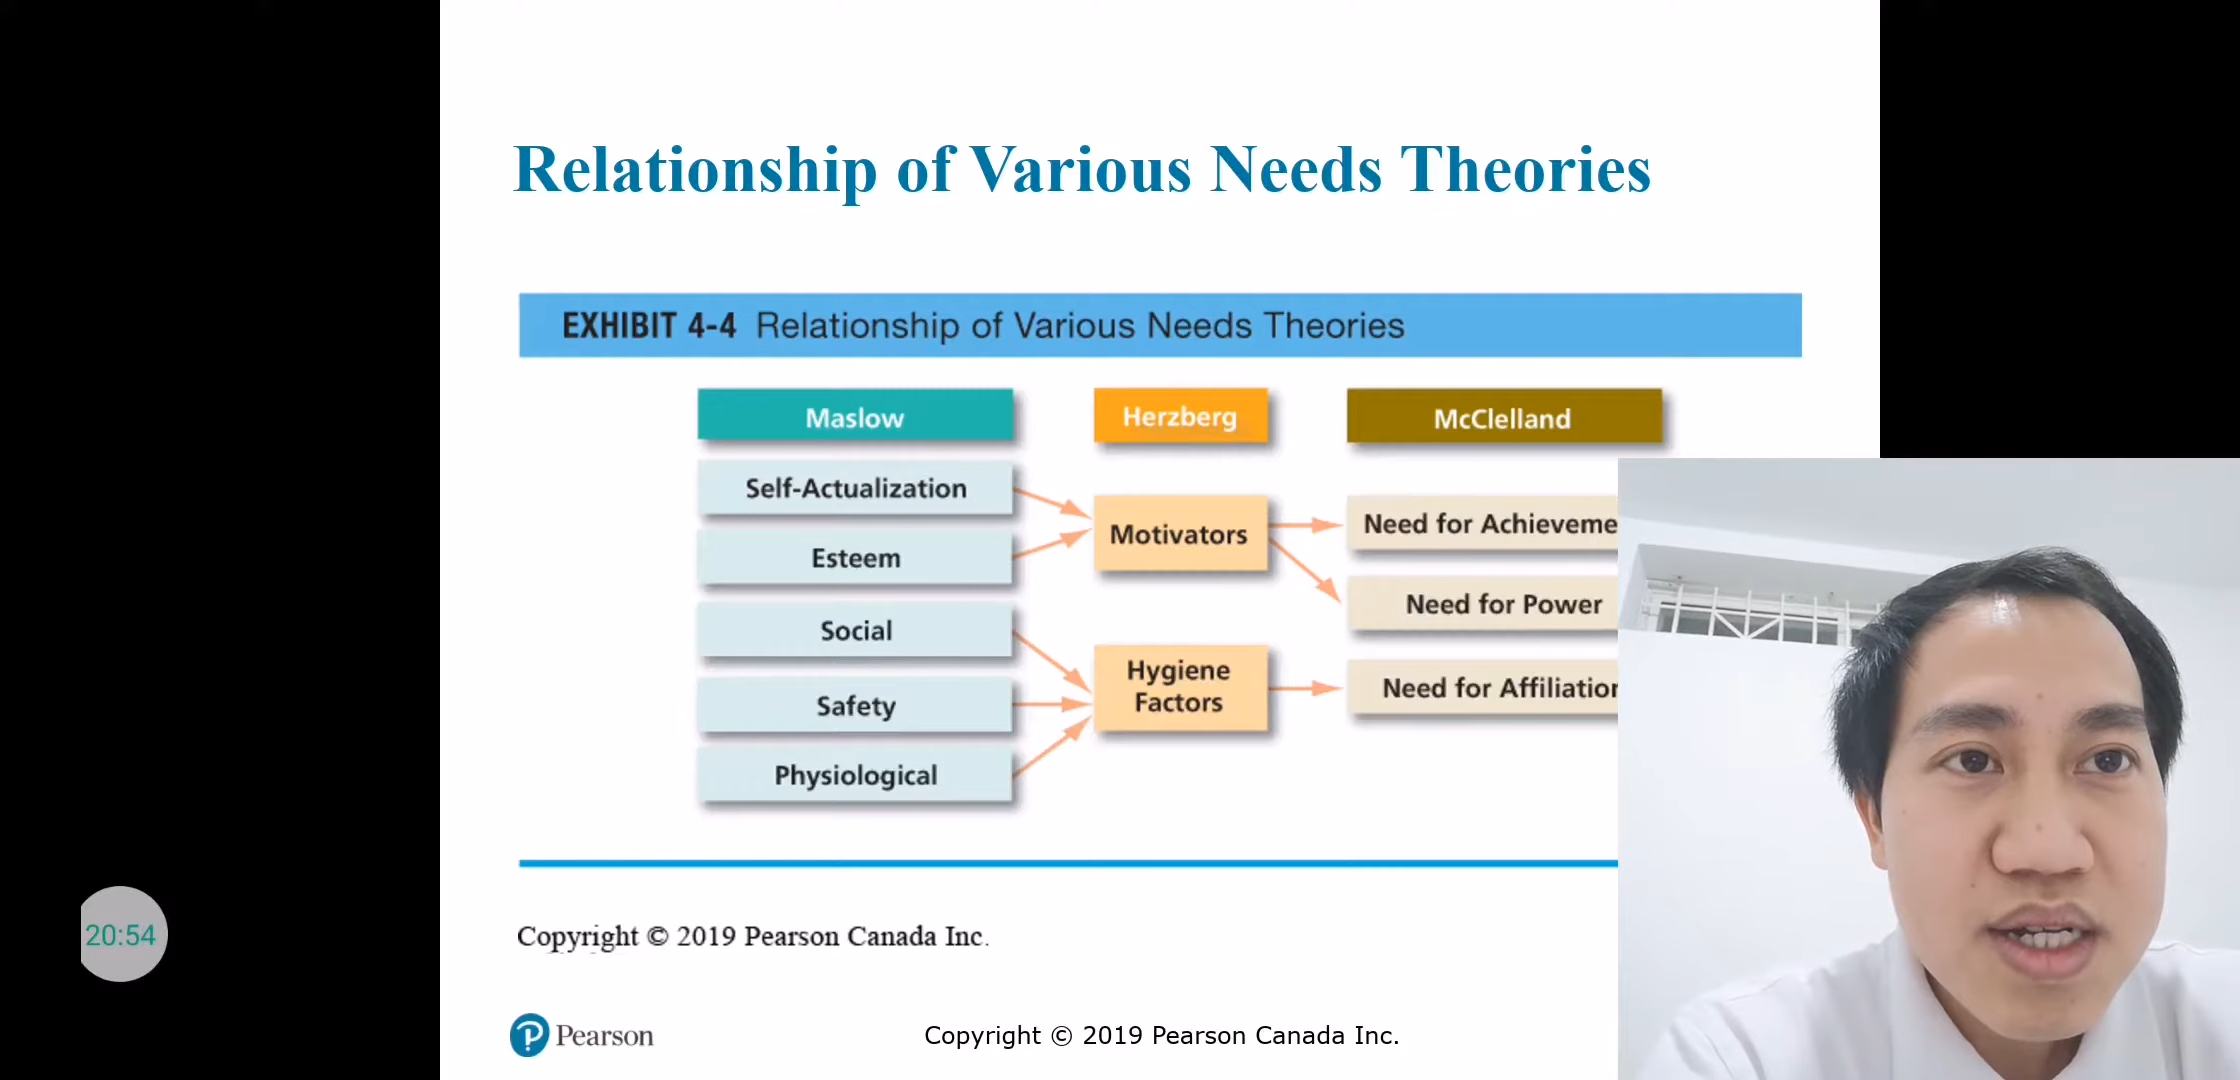 Relationship of Various Needs Theories
EXHIBIT 4-4 Relationship of Various Needs Theories
Maslow
Herzberg
McClelland
Self-Actualization
Esteem
Social
Safety
Physiological
Motivators
Hygiene
Factors
Need for Achieveme
Need for Power
Need for Affiliation
20:54
Copyright © 2019 Pearson Canada Inc.
Pearson
Copyright © 2019 Pearson Canada Inc.